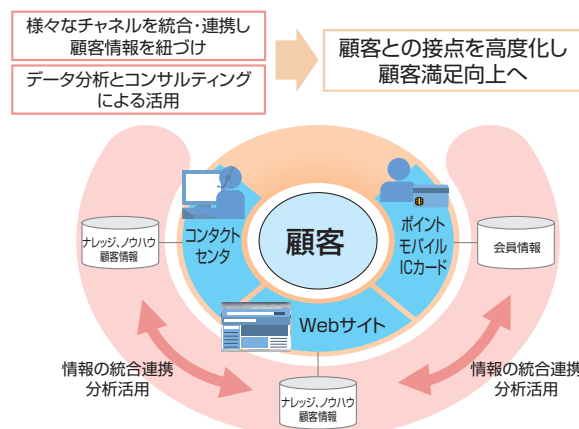 様々なチャネルを統合・連携し
顧客情報を紐づけ
データ分析とコンサルティング
による活用
顧客との接点を高度化し
顧客満足向上へ
コンタクト
センタ
顧客
ポイント
モバイル
ICカード
ナレッジ、ノウハウ
顧客情報
会員情報
Webサイト
情報の統合連携
分析活用
情報の統合連携
分析活用
ナレッジ、ノウハウ
顧客情報